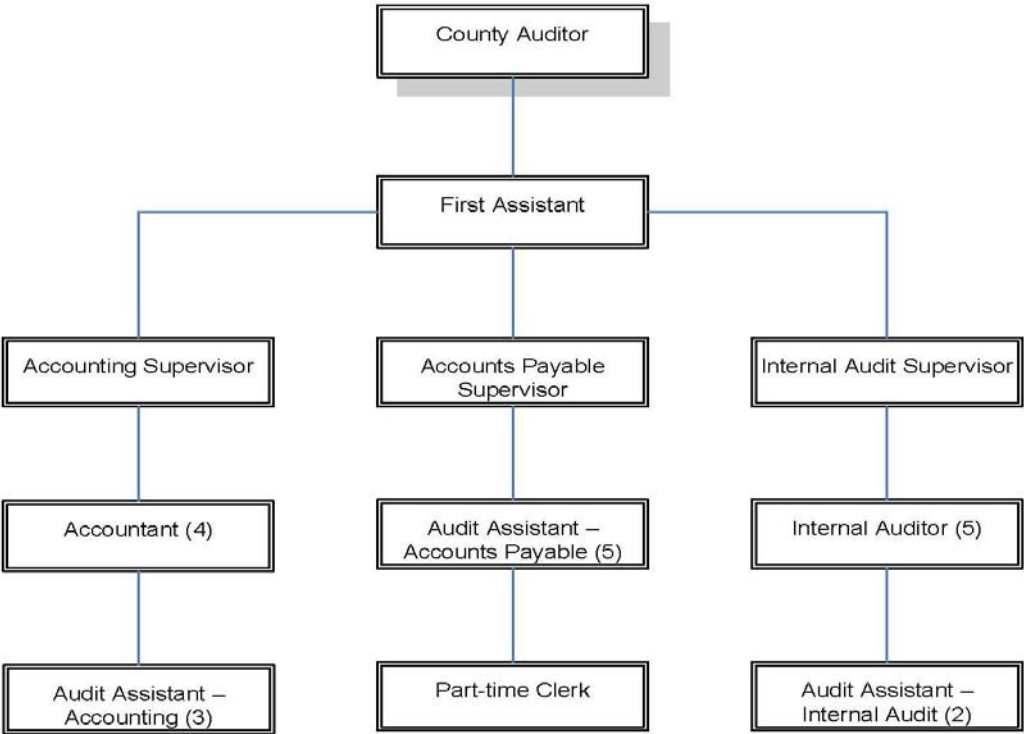 County Auditor
First Assistant
Accounting Supervisor
Accounts Payable
Supervisor
Internal Audit Supervisor
Accountant (4)
Audit Assistant –
Accounts Payable (5)
Internal Auditor (5)
Audit Assistant –
Accounting (3)
Part-time Clerk
Audit Assistant –
Internal Audit (2)